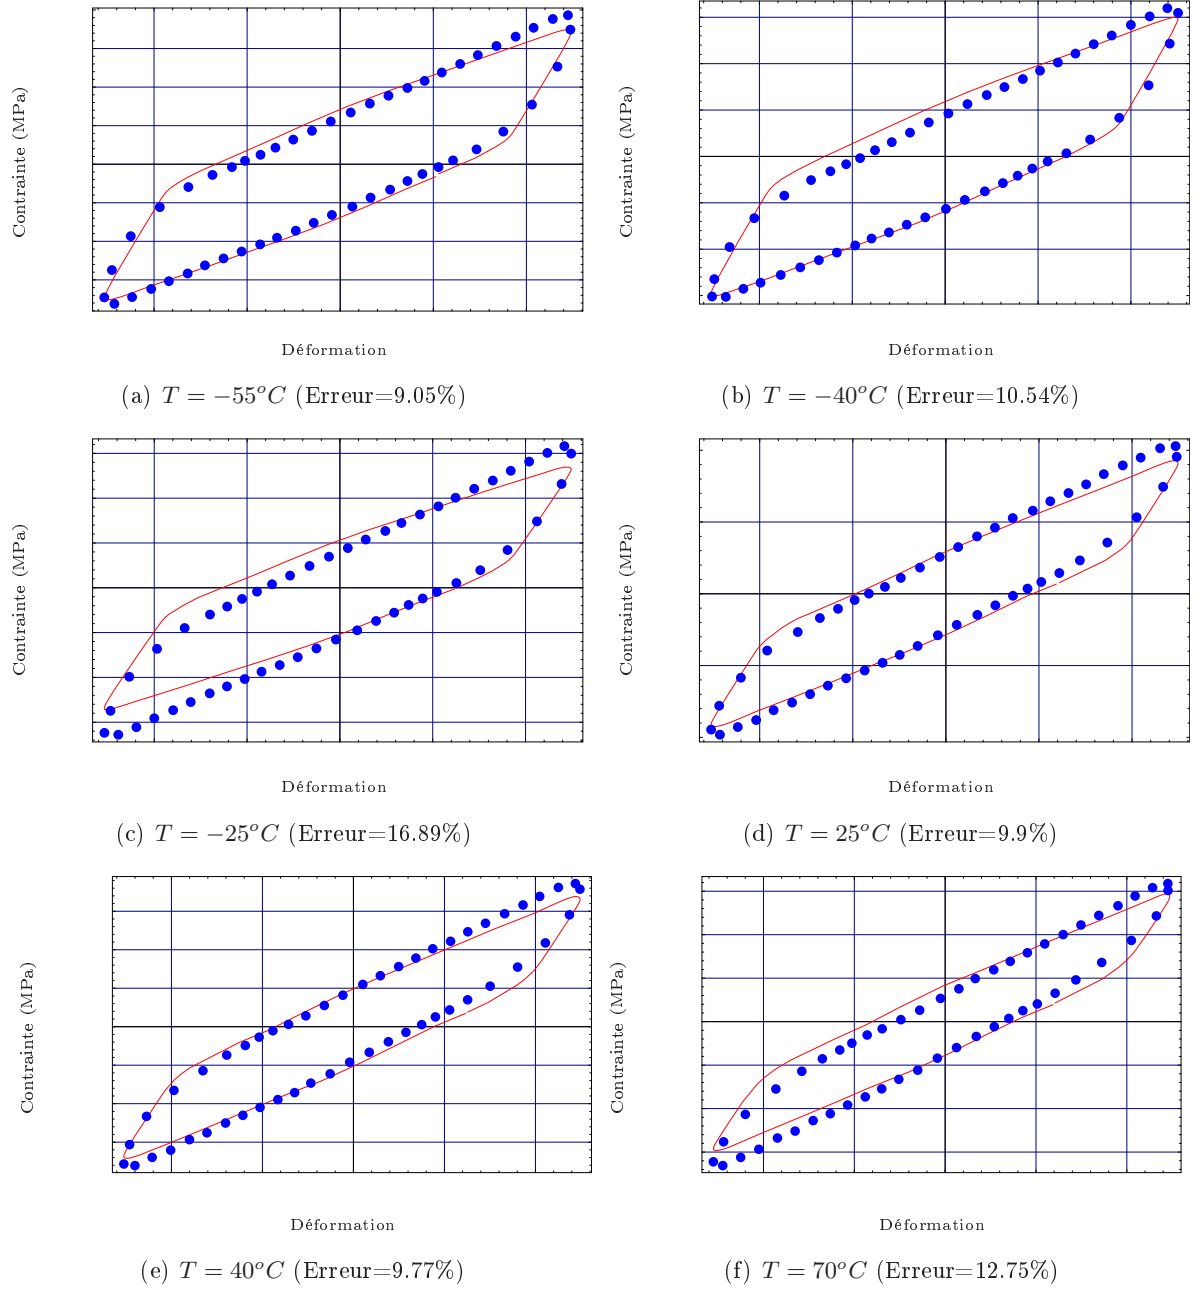 Contrainte (MPa)
Déformation
(a) T = −55°C (Erreur=9.05%)
Contrainte (MPa)
Déformation
(b) T = −40°C (Erreur=10.54%)
Contrainte (MPa)
Déformation
(c) T = −25°C (Erreur=16.89%)
Contrainte (MPa)
Déformation
(d) T = 25°C (Erreur=9.9%)
Contrainte (MPa)
Déformation
(e) T = 40°C (Erreur=9.77%)
Contrainte (MPa)
Déformation
(f) T = 70°C (Erreur=12.75%)